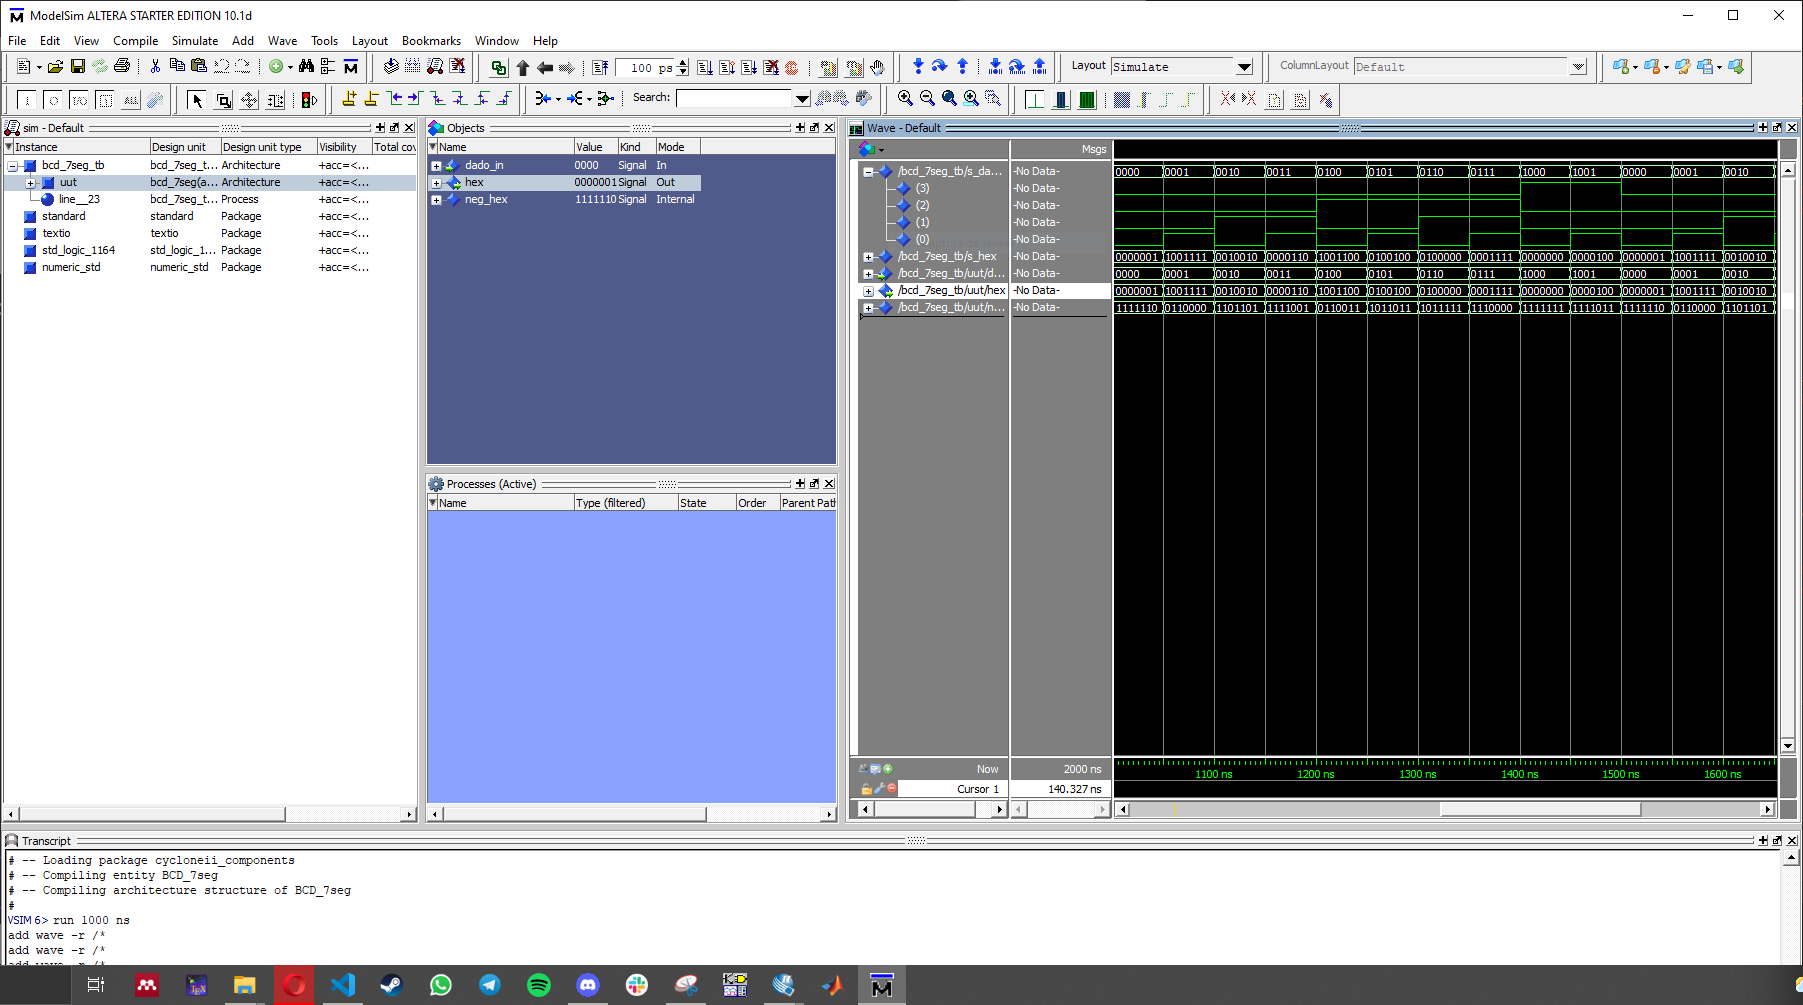 ModelSim ALTERA STARTER EDITION 10.1d
File Edit View Compile Simulate Add Wave Tools Layout Bookmarks Window Help
100 ps Layout Simulate ColumnLayout Default
ALL Search:
sim - Default
Instance Design unit Design unit type Visibility Total cov
bcd_7seg_tb bcd_7seg_t... Architecture +acc=<...
uut bcd_7seg(a... Architecture +acc=<...
line__23 bcd_7seg_t... Process +acc=<...
standard standard Package +acc=<...
textio textio Package +acc=<...
std_logic_1164 std_logic_1... Package +acc=<...
numeric_std numeric_std Package +acc=<...
Objects
Name Value Kind Mode
dado_in 0000 Signal In
hex 0000001 Signal Out
neg_hex 1111110 Signal Internal
Processes (Active)
Name Type (filtered) State Order Parent Path
Wave - Default
Msgs
/bcd_7seg_tb/s_da... -No Data- 0000 0001 0010 0011 0100 0101 0110 0111 1000 1001 0000 0001 0010
(3) -No Data-
(2) -No Data-
(1) -No Data-
(0) -No Data-
/bcd_7seg_tb/s_hex -No Data- 0000001 1001111 0010010 0000110 1001100 0100100 0100000 0001111 0000000 0000100 0000001 1001111 0010010
/bcd_7seg_tb/uut/d... -No Data- 0000 0001 0010 0011 0100 0101 0110 0111 1000 1001 0000 0001 0010
/bcd_7seg_tb/uut/hex -No Data- 0000001 1001111 0010010 0000110 1001100 0100100 0100000 0001111 0000000 0000100 0000001 1001111 0010010
/bcd_7seg_tb/uut/n... -No Data- 1111110 0110000 1101101 1111001 0110011 1011011 1011111 1110000 1111111 1111011 1111110 0110000 1101101
Now 2000 ns 1100 ns 1200 ns 1300 ns 1400 ns 1500 ns 1600 ns
Cursor 1 140.327 ns
Transcript
# -- Loading package cycloneii_components
# -- Compiling entity BCD_7seg
# -- Compiling architecture structure of BCD_7seg
#
VSIM 6> run 1000 ns
add wave -r /*
add wave -r /*
add wave -r /*